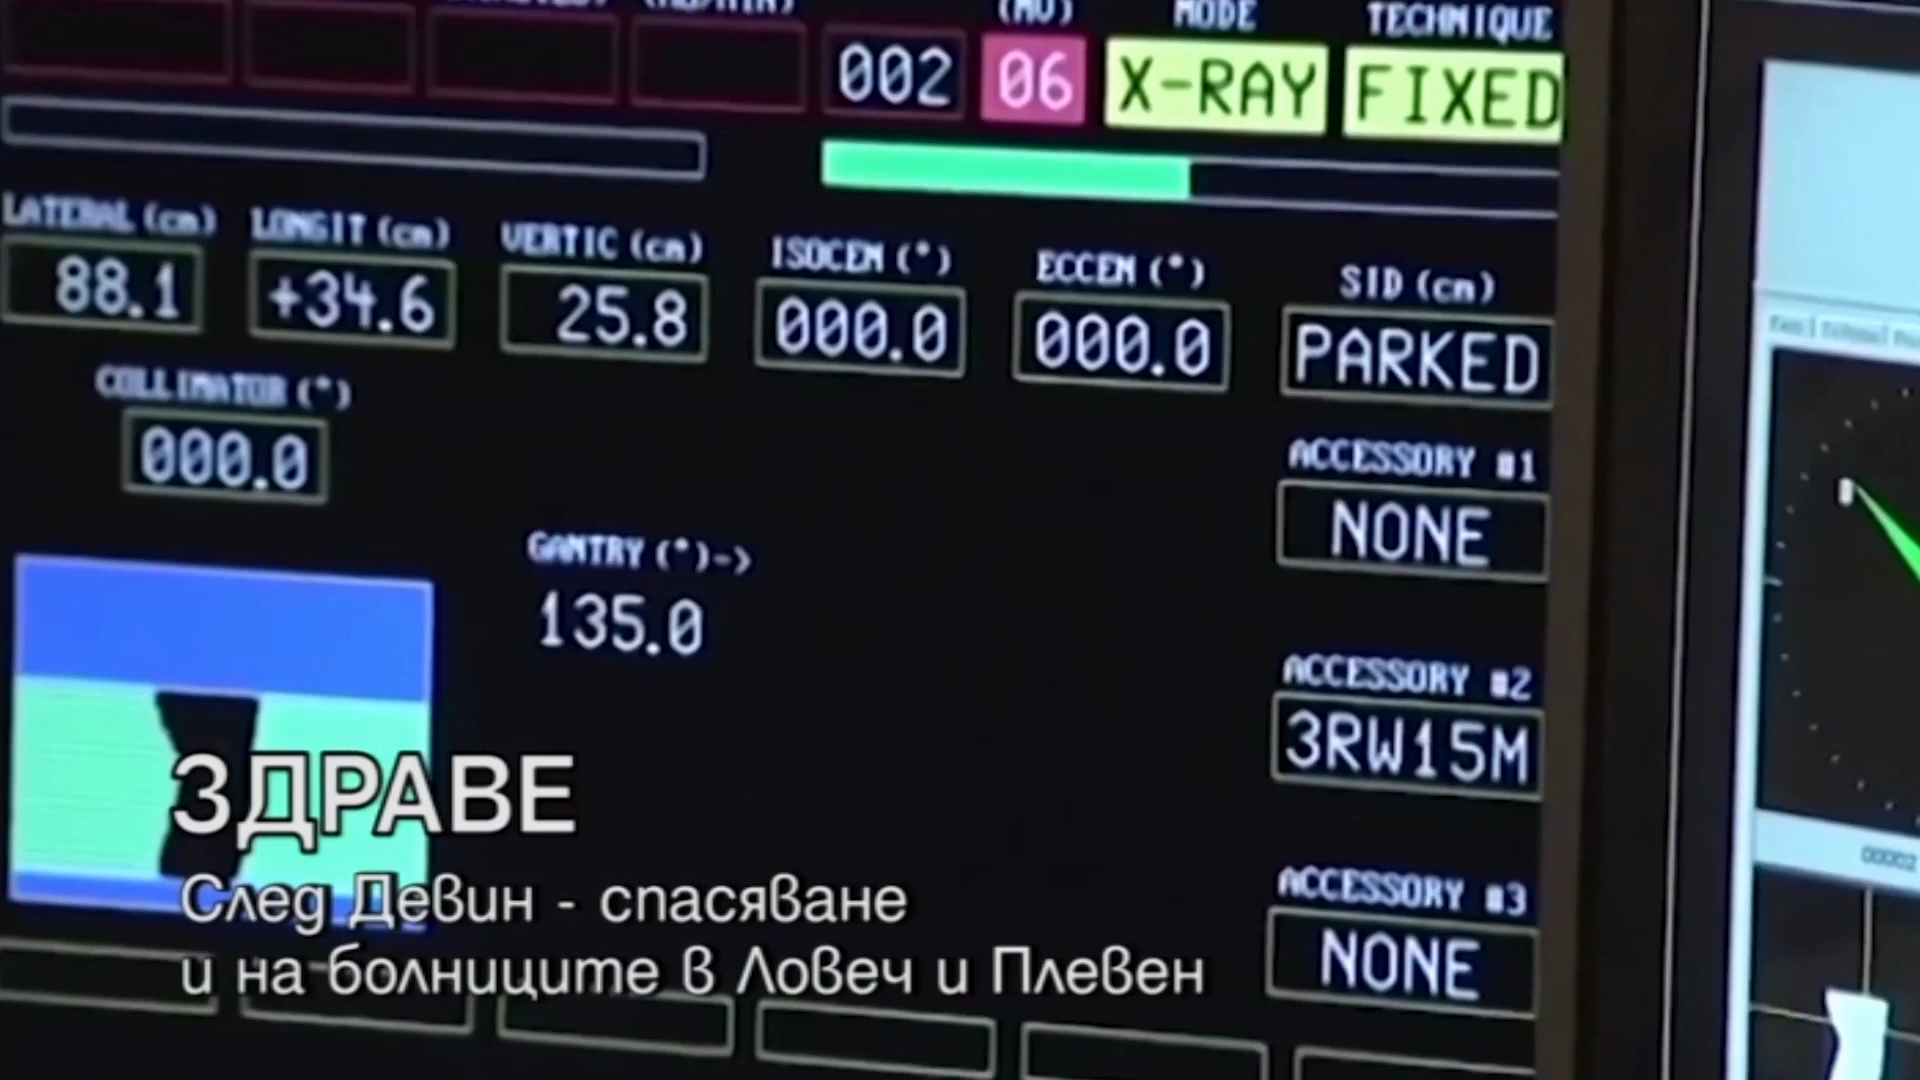 (MU) MODE TECHNIQUE
002 06 X-RAY FIXED
LATERAL (cm) LONGIT (cm) VERTIC (cm) ISOCEN (°) ECCEN (°) SID (cm)
88.1 +34.6 25.8 000.0 000.0 PARKED
COLLIMATOR (°)
000.0
ACCESSORY #1
NONE
GANTRY (°)->
135.0
ACCESSORY #2
3RW15M
ACCESSORY #3
NONE
ЗДРАВЕ
След Девин - спасяване
и на болниците в Ловеч и Плевен